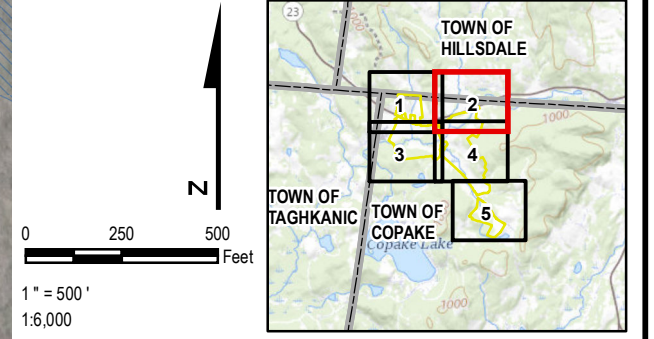 23
1000
TOWN OF
HILLSDALE
1
2
1000
3
4
TOWN OF
TAGHKANIC
TOWN OF
COPAKE
5
Copake Lake
1000
N
0 250 500
Feet
1 " = 500 '
1:6,000